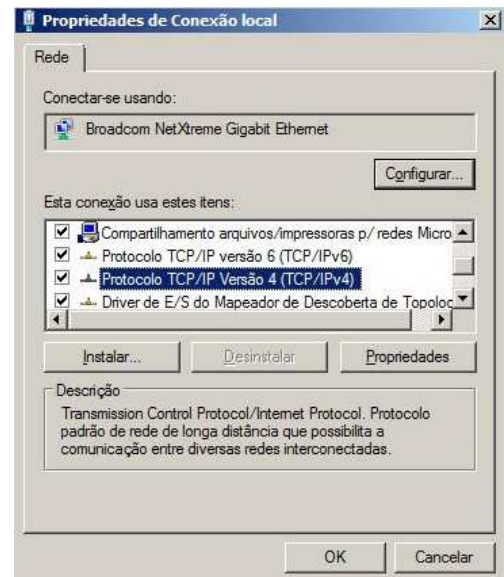 Propriedades de Conexão local
Rede
Conectar-se usando:
Broadcom NetXtreme Gigabit Ethernet
Configurar...
Esta conexão usa estes itens:
Compartilhamento arquivos/impressoras p/ redes Micro
Protocolo TCP/IP versão 6 (TCP/IPv6)
Protocolo TCP/IP Versão 4 (TCP/IPv4)
Driver de E/S do Mapeador de Descoberta de Topoloc
Instalar... Desinstalar Propriedades
Descrição
Transmission Control Protocol/Internet Protocol. Protocolo
padrão de rede de longa distância que possibilita a
comunicação entre diversas redes interconectadas.
OK Cancelar